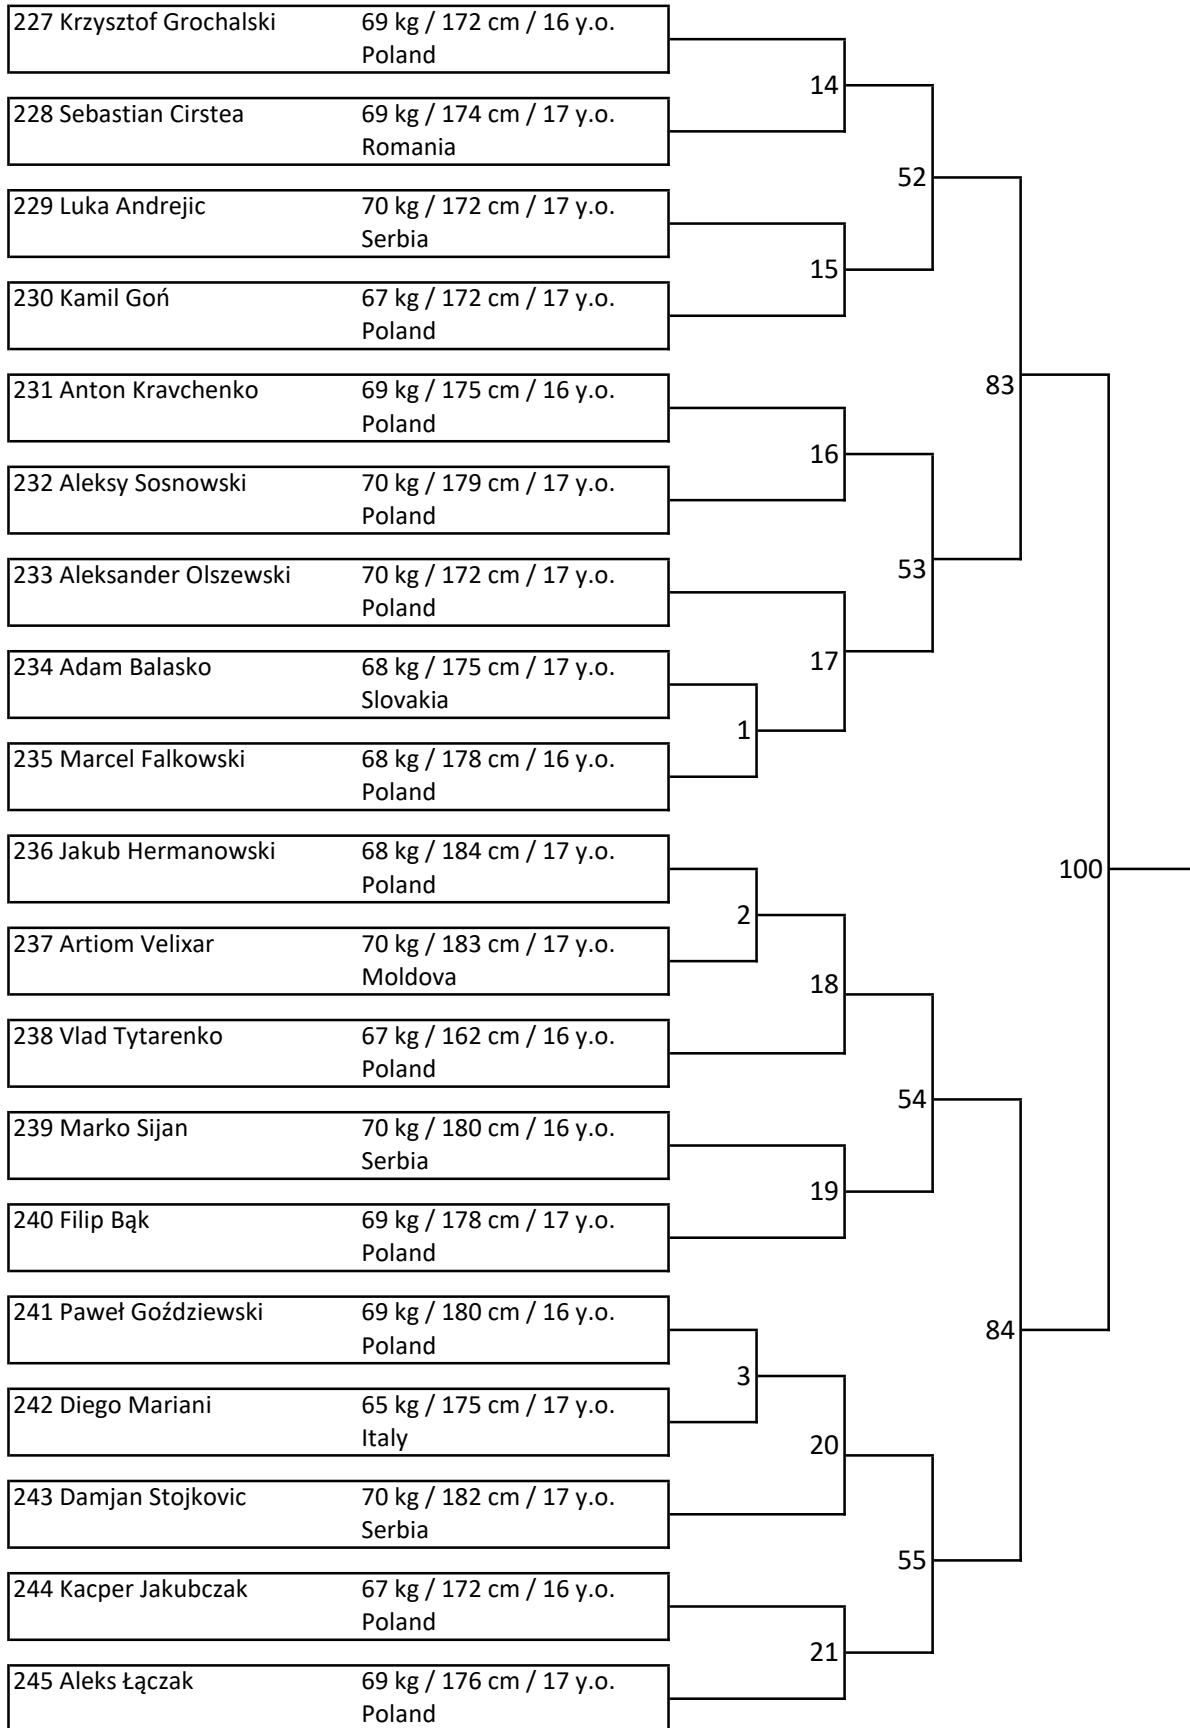 227 Krzysztof Grochalski 69 kg / 172 cm / 16 y.o.
Poland
14
228 Sebastian Cirstea 69 kg / 174 cm / 17 y.o.
Romania
52
229 Luka Andrejic 70 kg / 172 cm / 17 y.o.
Serbia
15
230 Kamil Goń 67 kg / 172 cm / 17 y.o.
Poland
83
231 Anton Kravchenko 69 kg / 175 cm / 16 y.o.
Poland
16
232 Aleksy Sosnowski 70 kg / 179 cm / 17 y.o.
Poland
53
233 Aleksander Olszewski 70 kg / 172 cm / 17 y.o.
Poland
17
234 Adam Balasko 68 kg / 175 cm / 17 y.o.
Slovakia
1
235 Marcel Falkowski 68 kg / 178 cm / 16 y.o.
Poland
100
236 Jakub Hermanowski 68 kg / 184 cm / 17 y.o.
Poland
2
237 Artiom Velixar 70 kg / 183 cm / 17 y.o.
Moldova
18
238 Vlad Tytarenko 67 kg / 162 cm / 16 y.o.
Poland
54
239 Marko Sijan 70 kg / 180 cm / 16 y.o.
Serbia
19
240 Filip Bąk 69 kg / 178 cm / 17 y.o.
Poland
84
241 Paweł Goździewski 69 kg / 180 cm / 16 y.o.
Poland
3
242 Diego Mariani 65 kg / 175 cm / 17 y.o.
Italy
20
243 Damjan Stojkovic 70 kg / 182 cm / 17 y.o.
Serbia
55
244 Kacper Jakubczak 67 kg / 172 cm / 16 y.o.
Poland
21
245 Aleks Łączak 69 kg / 176 cm / 17 y.o.
Poland